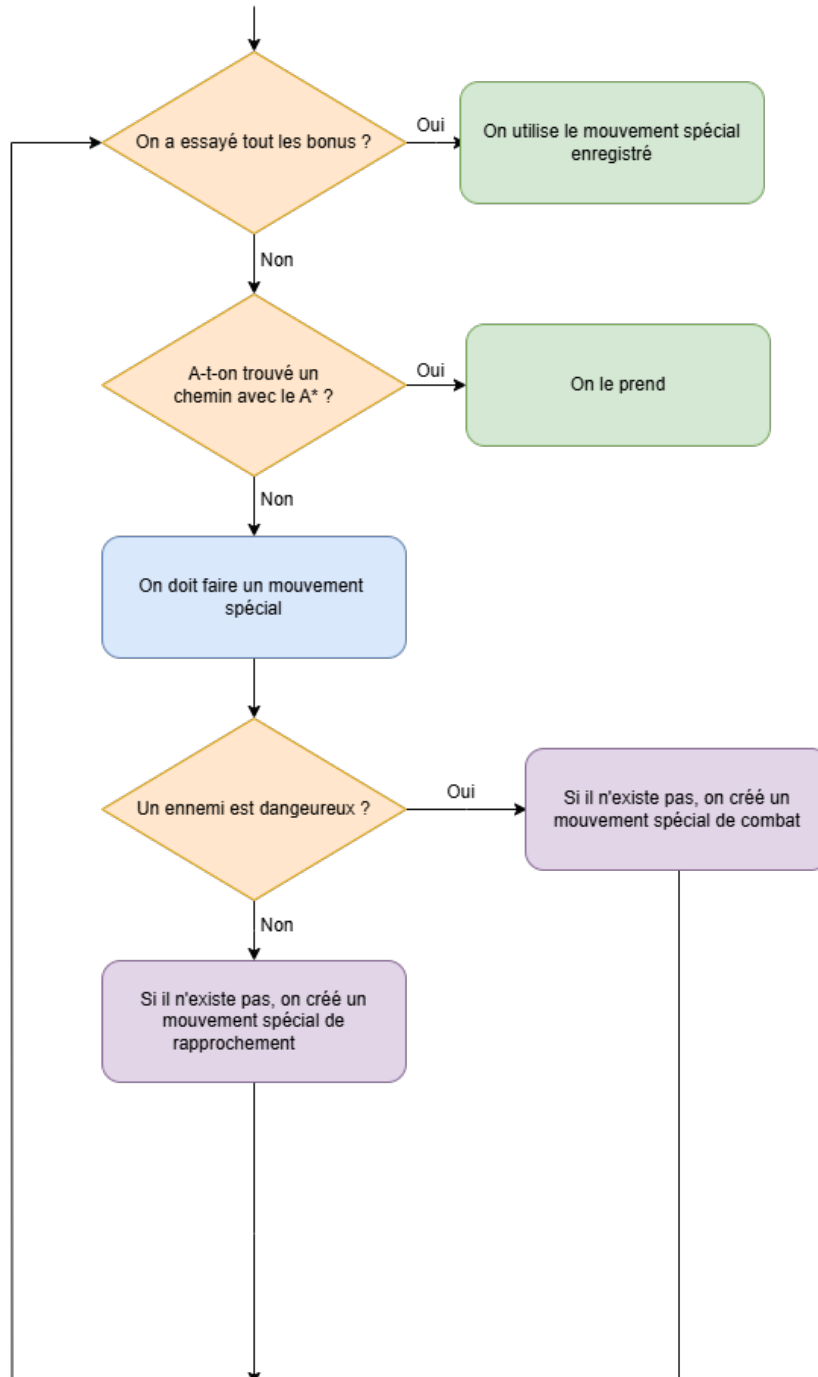 On a essayé tout les bonus ?
Oui
On utilise le mouvement spécial
enregistré
Non
A-t-on trouvé un
chemin avec le A* ?
Oui
On le prend
Non
On doit faire un mouvement
spécial
Un ennemi est dangeureux ?
Oui
Si il n'existe pas, on créé un
mouvement spécial de combat
Non
Si il n'existe pas, on créé un
mouvement spécial de
rapprochement